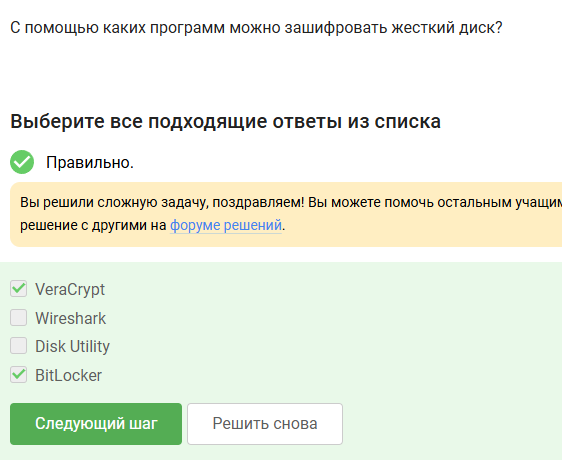 С помощью каких программ можно зашифровать жесткий диск?
Выберите все подходящие ответы из списка
Правильно.
Вы решили сложную задачу, поздравляем! Вы можете помочь остальным учащим
решение с другими на форуме решений.
VeraCrypt
Wireshark
Disk Utility
BitLocker
Следующий шаг
Решить снова